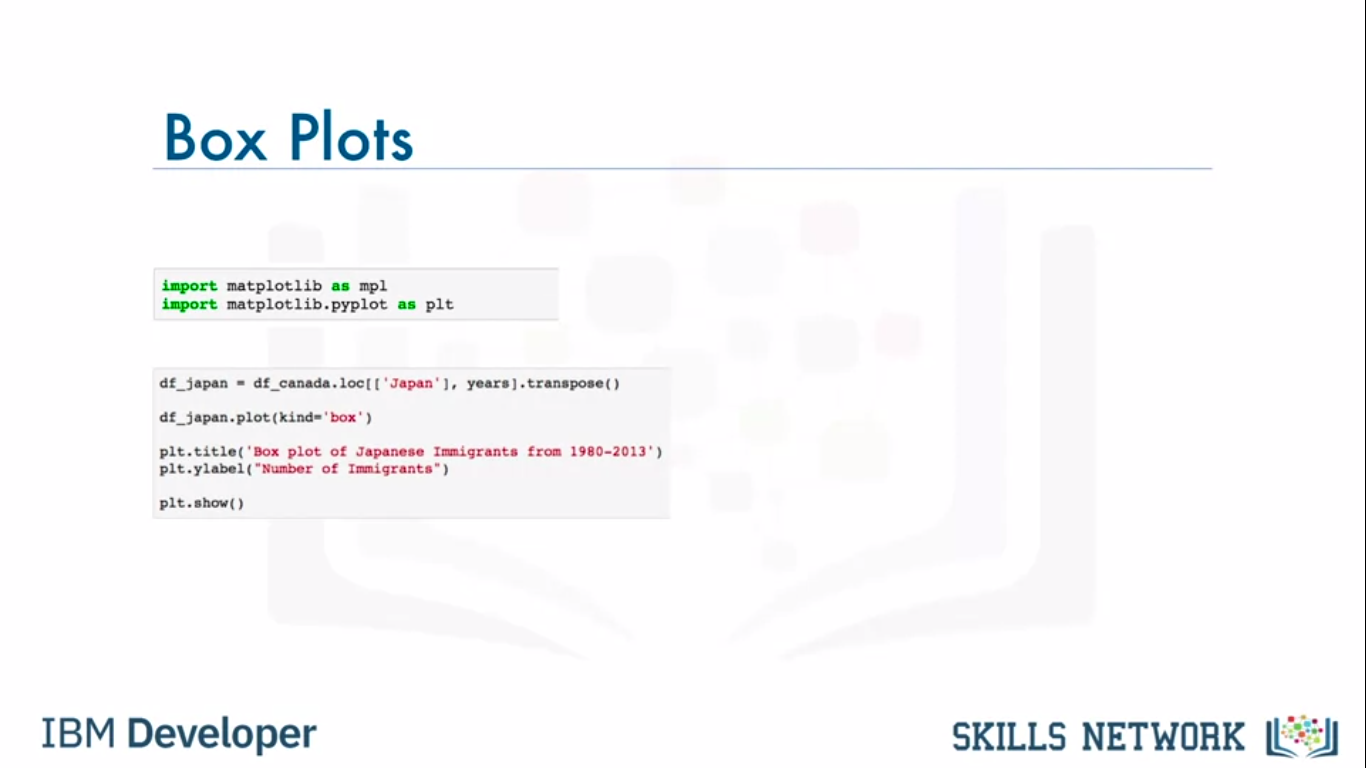 Box Plots
import matplotlib as mpl
import matplotlib.pyplot as plt
df_japan = df_canada.loc[['Japan'], years].transpose()
df_japan.plot(kind='box')
plt.title('Box plot of Japanese Immigrants from 1980-2013')
plt.ylabel("Number of Immigrants")
plt.show()
IBM Developer
SKILLS NETWORK